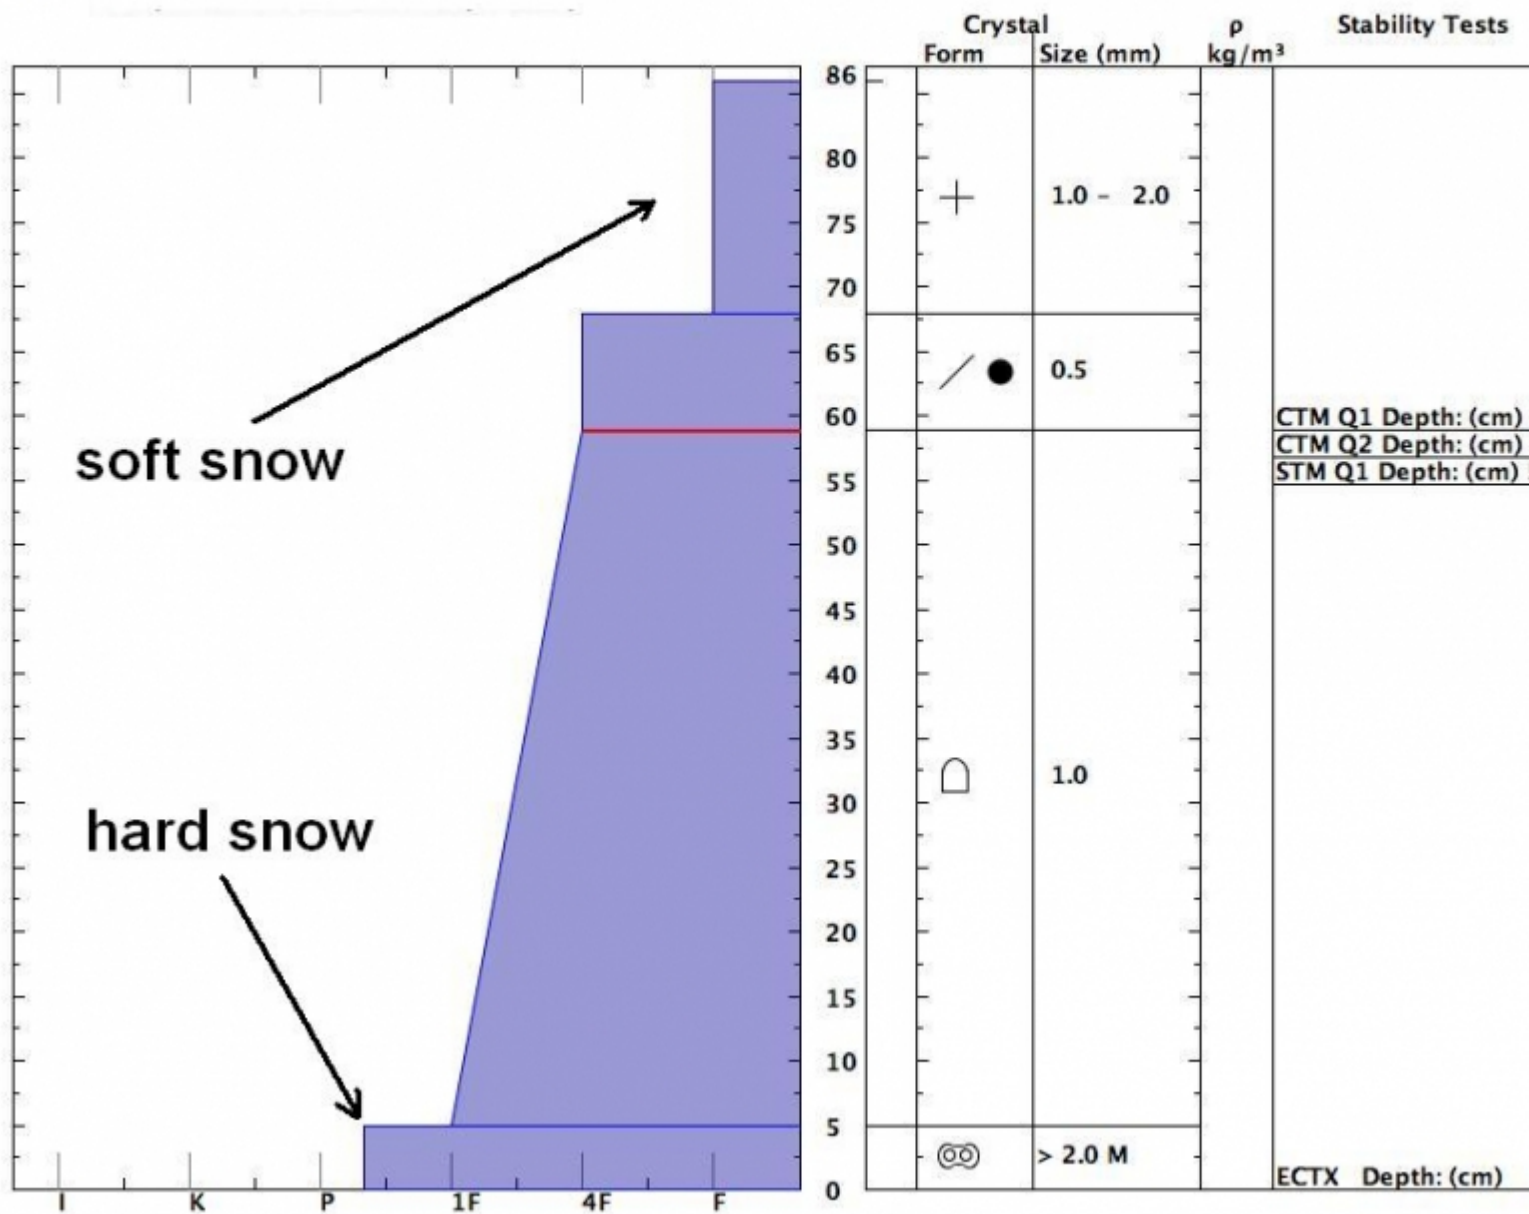 Crystal
Form Size (mm)
ρ
kg/m³
Stability Tests
86
80
1.0 - 2.0
75
70
65
0.5
60
CTM Q1 Depth: (cm)
CTM Q2 Depth: (cm)
STM Q1 Depth: (cm)
soft snow
55
50
45
40
35
1.0
30
hard snow
25
20
15
10
5
> 2.0 M
ECTX Depth: (cm)
0
I K P 1F 4F F